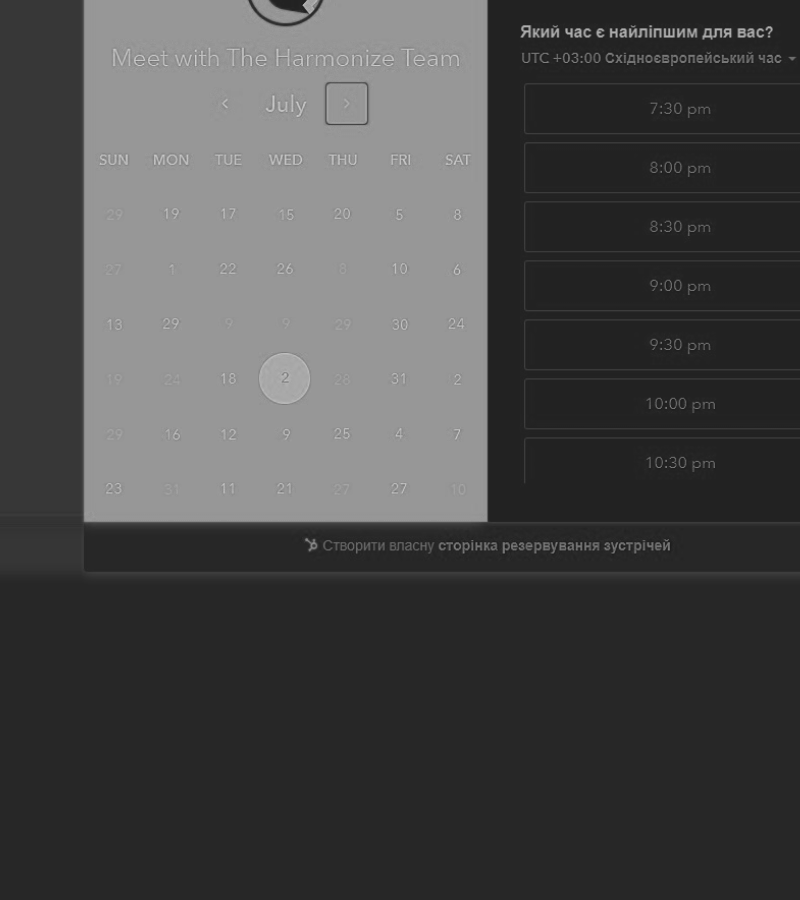 Meet with The Harmonize Team
July
SUN MON TUE WED THU FRI SAT
29 19 17 15 20 5 8
27 1 22 26 8 10 6
13 29 9 9 29 30 24
19 24 18 2 28 31 2
29 16 12 9 25 4 7
23 31 11 21 27 27 10
Який час є найліпшим для вас?
UTC +03:00 Східноєвропейський час
7:30 pm
8:00 pm
8:30 pm
9:00 pm
9:30 pm
10:00 pm
10:30 pm
Створити власну сторінка резервування зустрічей